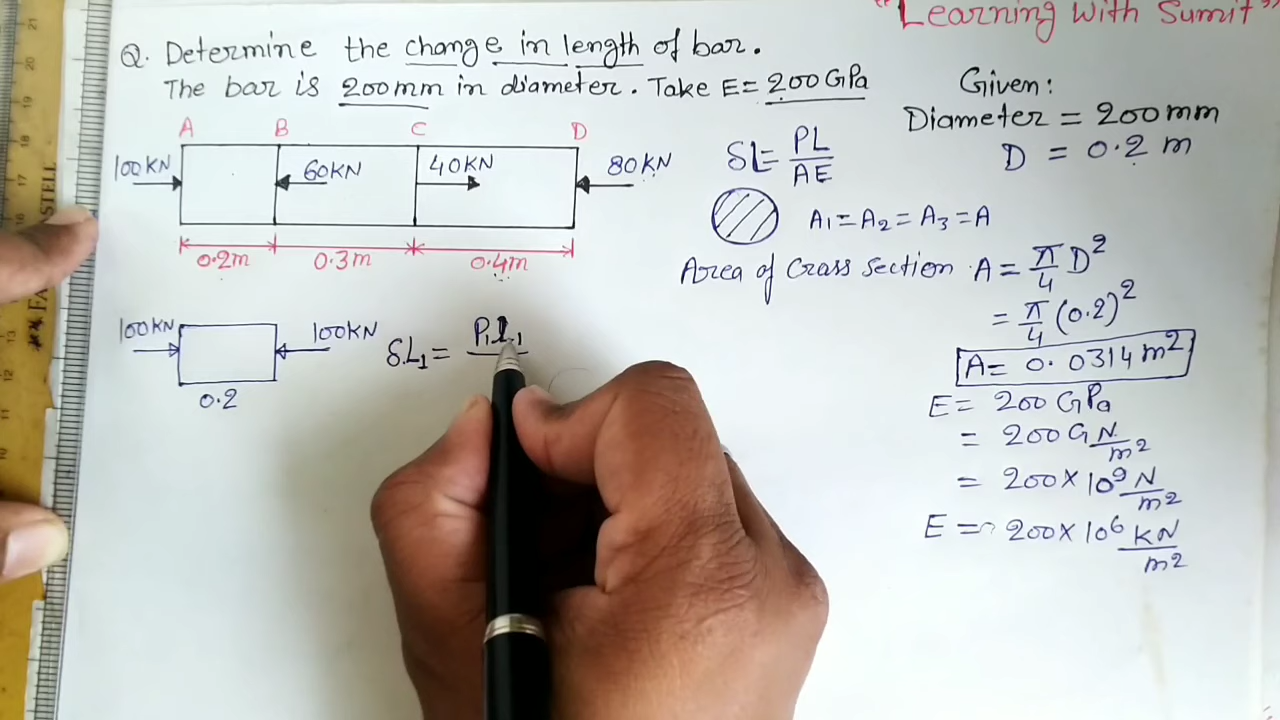 "Learning With Sumit"
Q. Determine the change in length of bar.
The bar is 200mm in diameter. Take E=200GPa
A B C D
100KN 60KN 40KN 80KN
0.2m 0.3m 0.4m
100KN 100KN
0.2
δL₁ = P₁L₁
δL = PL/AE
A₁=A₂=A₃=A
Given:
Diameter = 200mm
D = 0.2 m
Area of Crass section A = π/4 D²
= π/4 (0.2)²
A = 0.0314 m²
E = 200 GPa
= 200 G N/m²
= 200×10⁹ N/m²
E = 200×10⁶ KN/m²